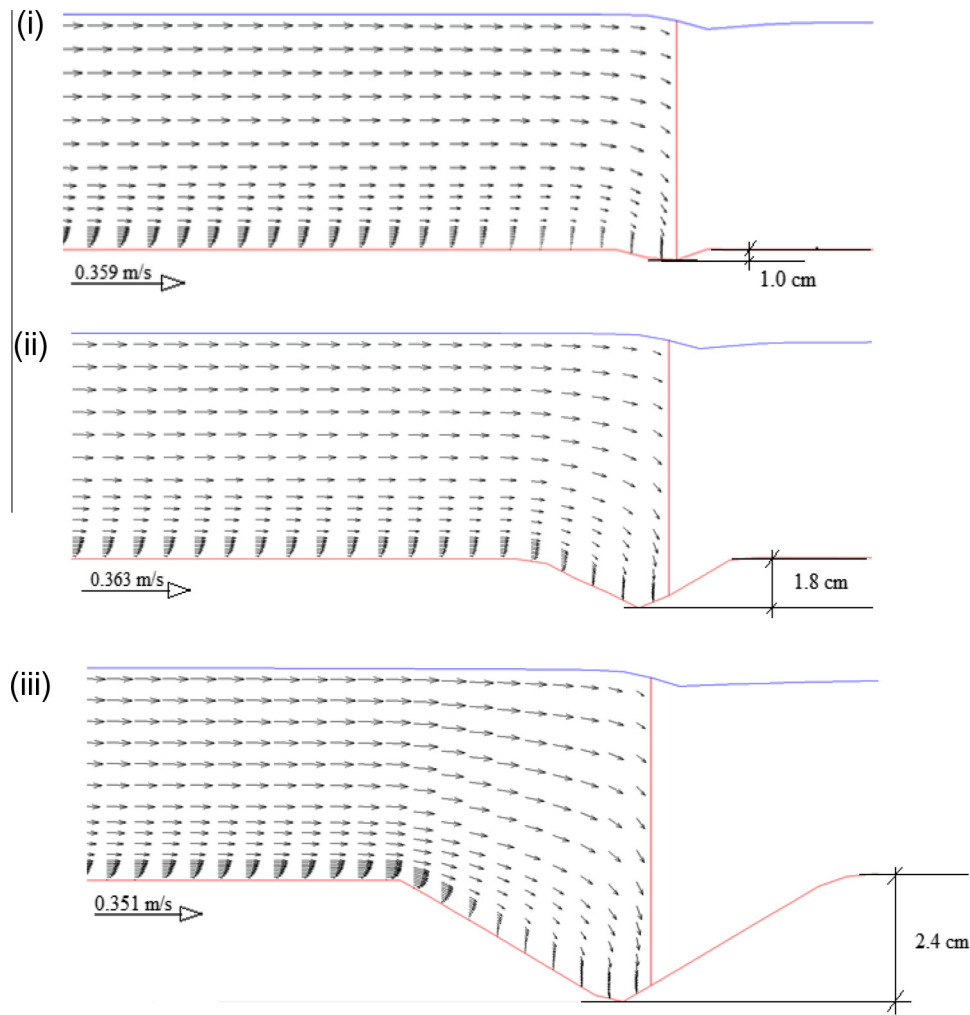 (i)
0.359 m/s
1.0 cm
(ii)
0.363 m/s
1.8 cm
(iii)
0.351 m/s
2.4 cm